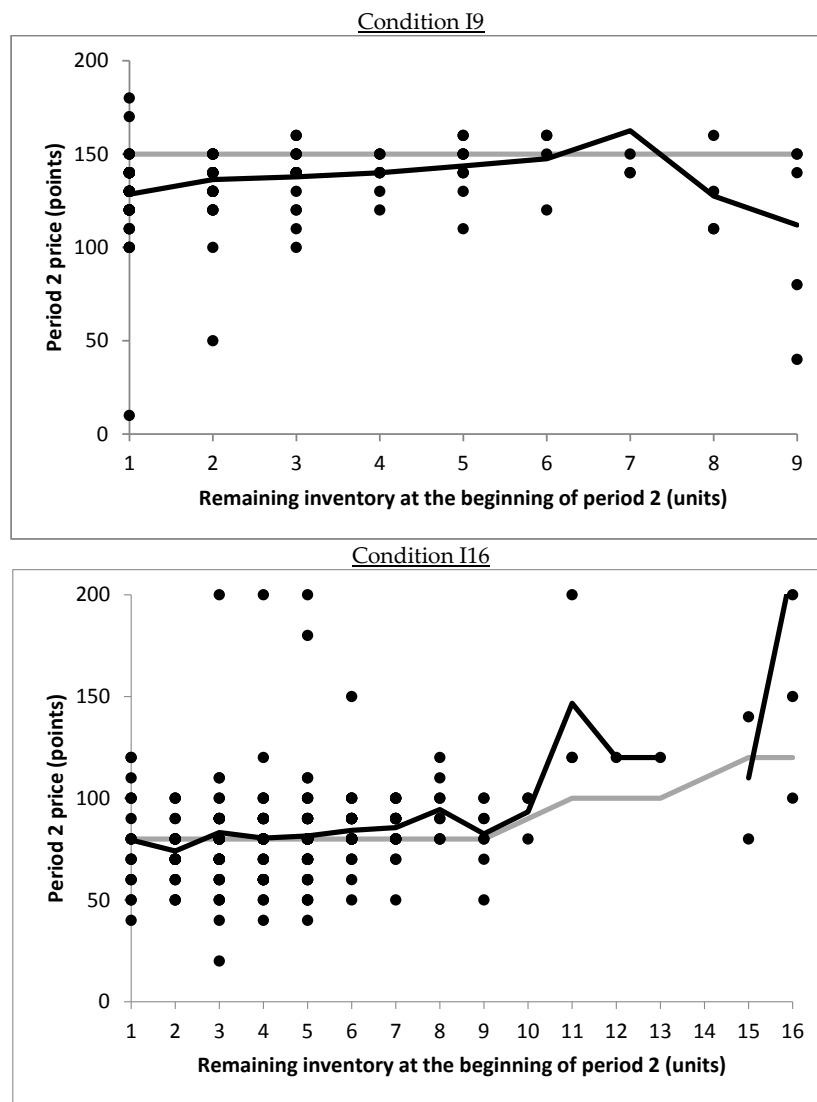 Condition I9
200
150
100
50
0
Period 2 price (points)
1 2 3 4 5 6 7 8 9
Remaining inventory at the beginning of period 2 (units)
Condition I16
200
150
100
50
0
Period 2 price (points)
1 2 3 4 5 6 7 8 9 10 11 12 13 14 15 16
Remaining inventory at the beginning of period 2 (units)